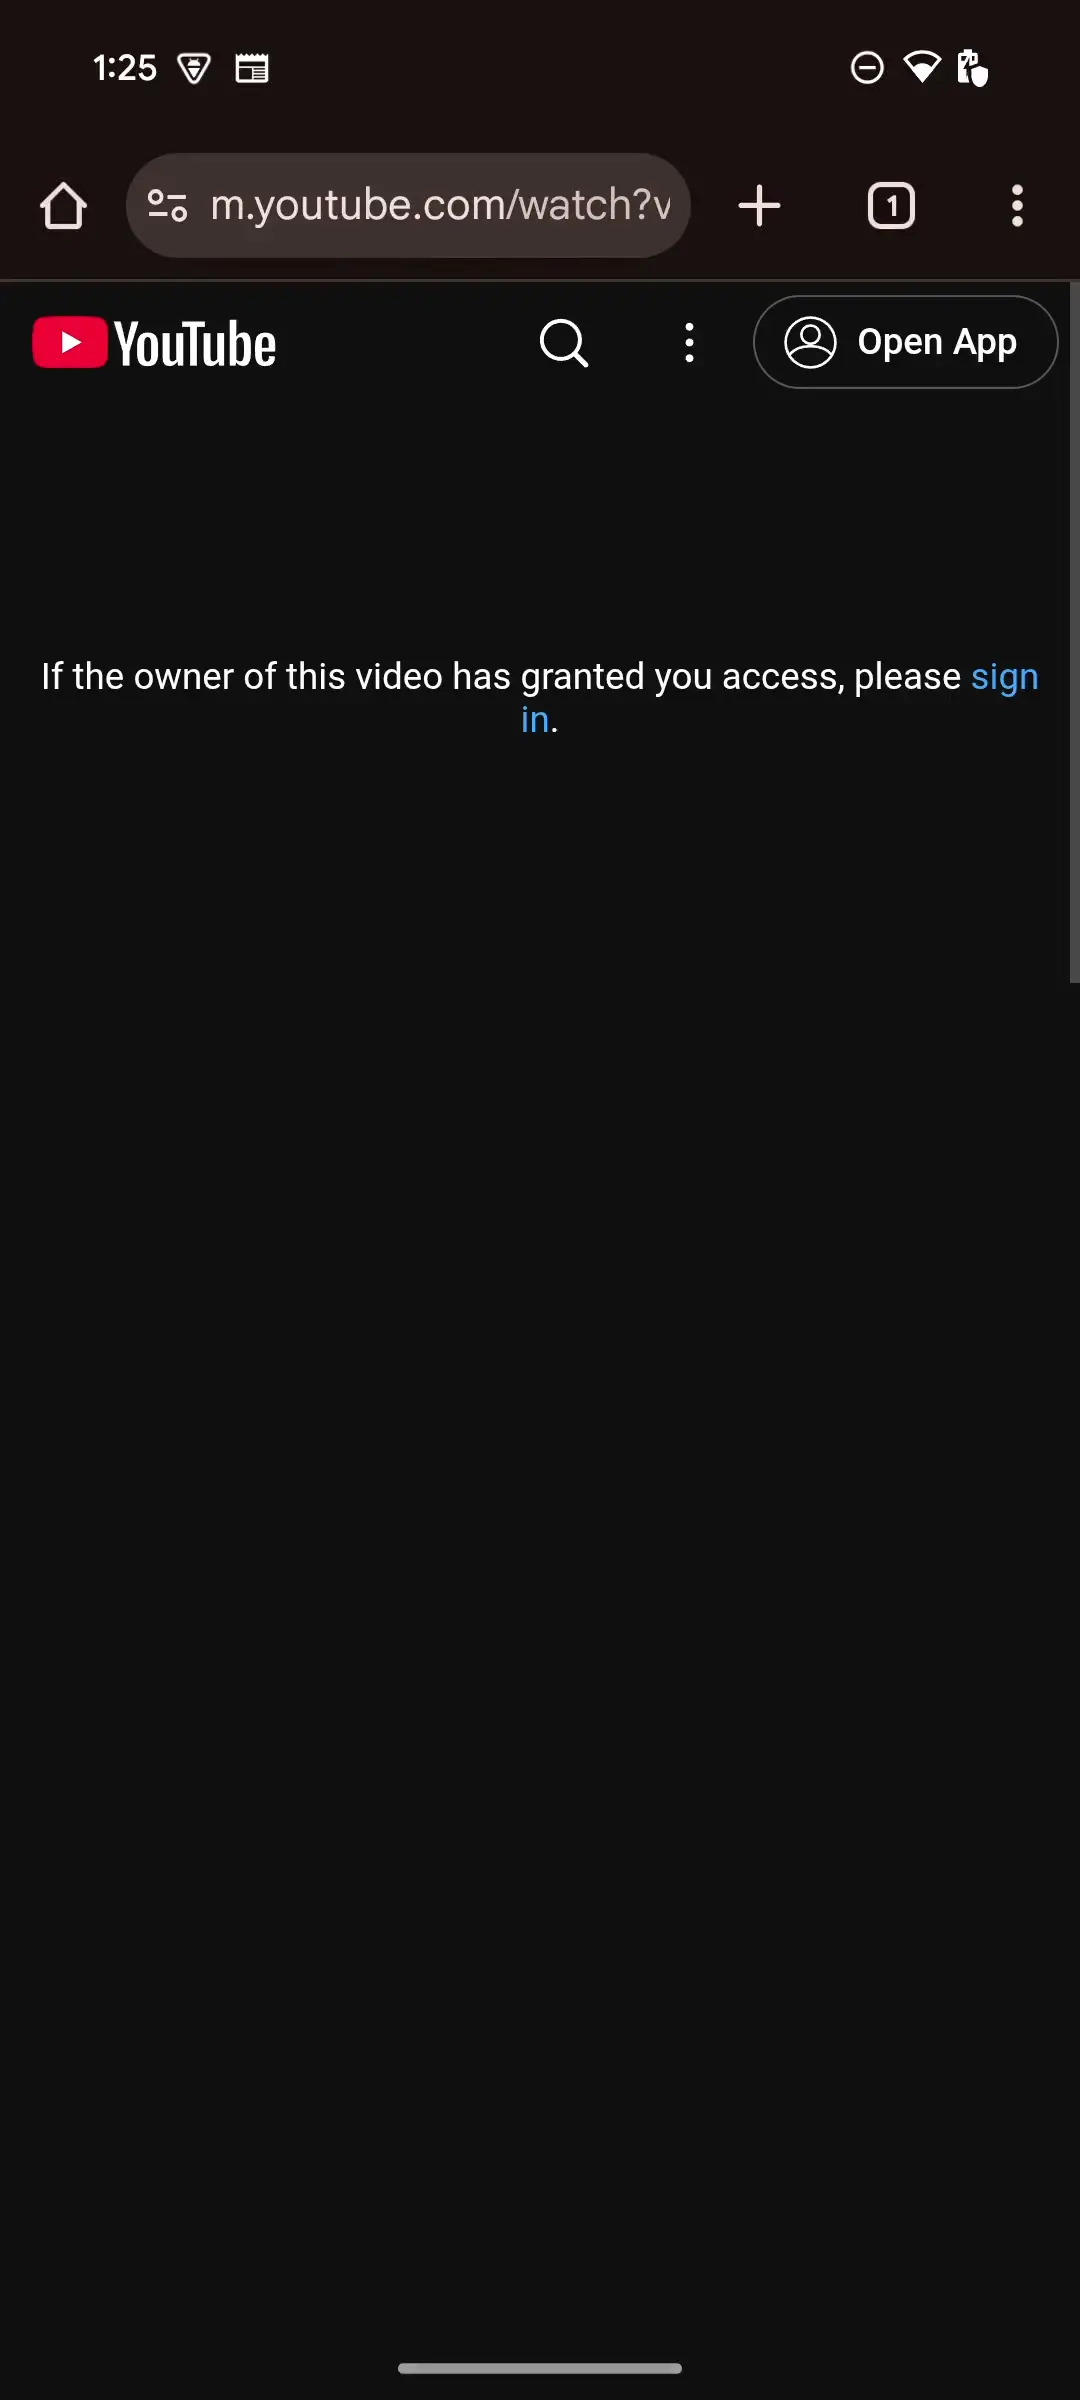 1:25
m.youtube.com/watch?v
1
YouTube
Open App
If the owner of this video has granted you access, please sign
in.